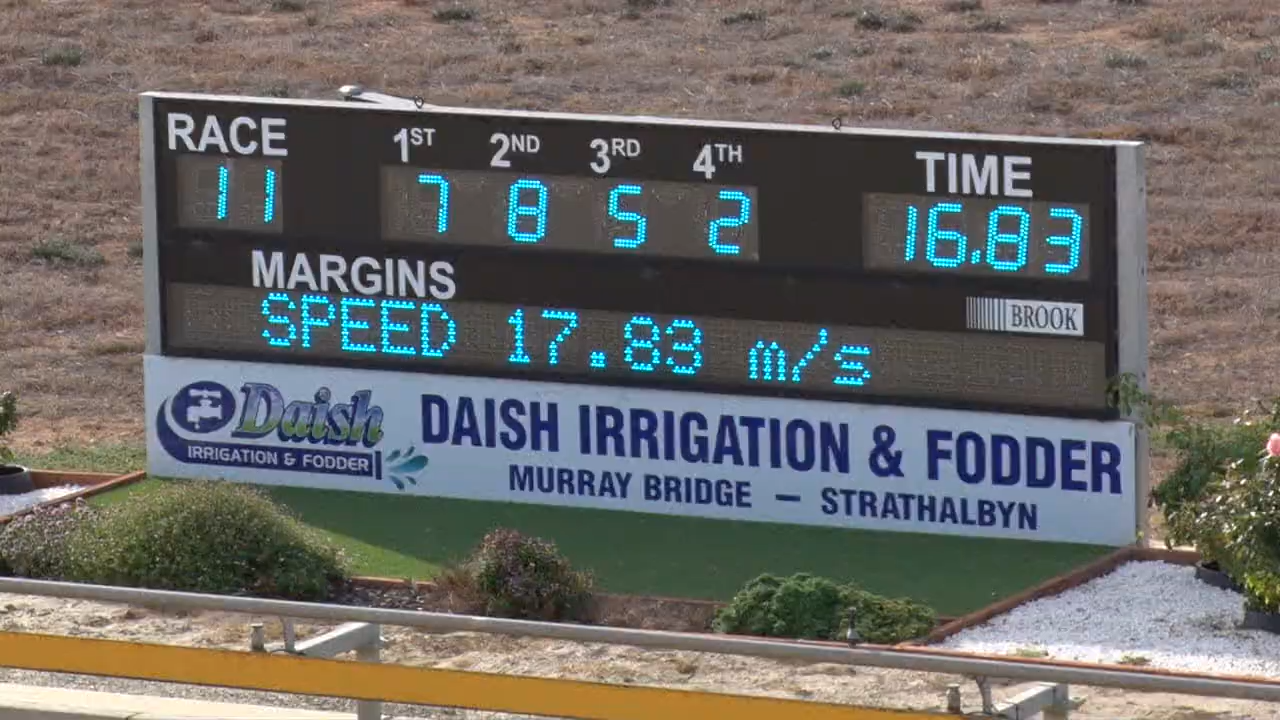 RACE 1ST 2ND 3RD 4TH TIME
11 7 8 5 2 16.83
MARGINS
BROOK
SPEED 17.83 m/s
Daish
IRRIGATION & FODDER
DAISH IRRIGATION & FODDER
MURRAY BRIDGE — STRATHALBYN